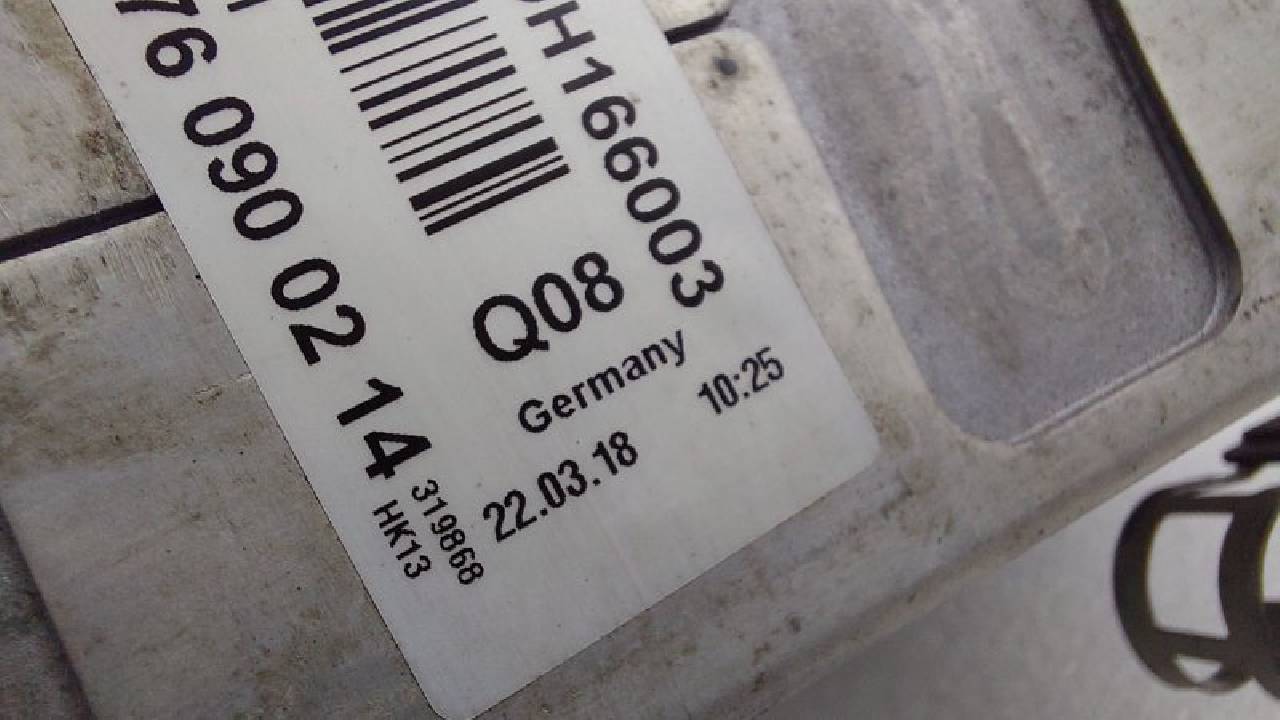 H166003
76 090 02 14
Q08
Germany
22.03.18 10:25
319868
HK13